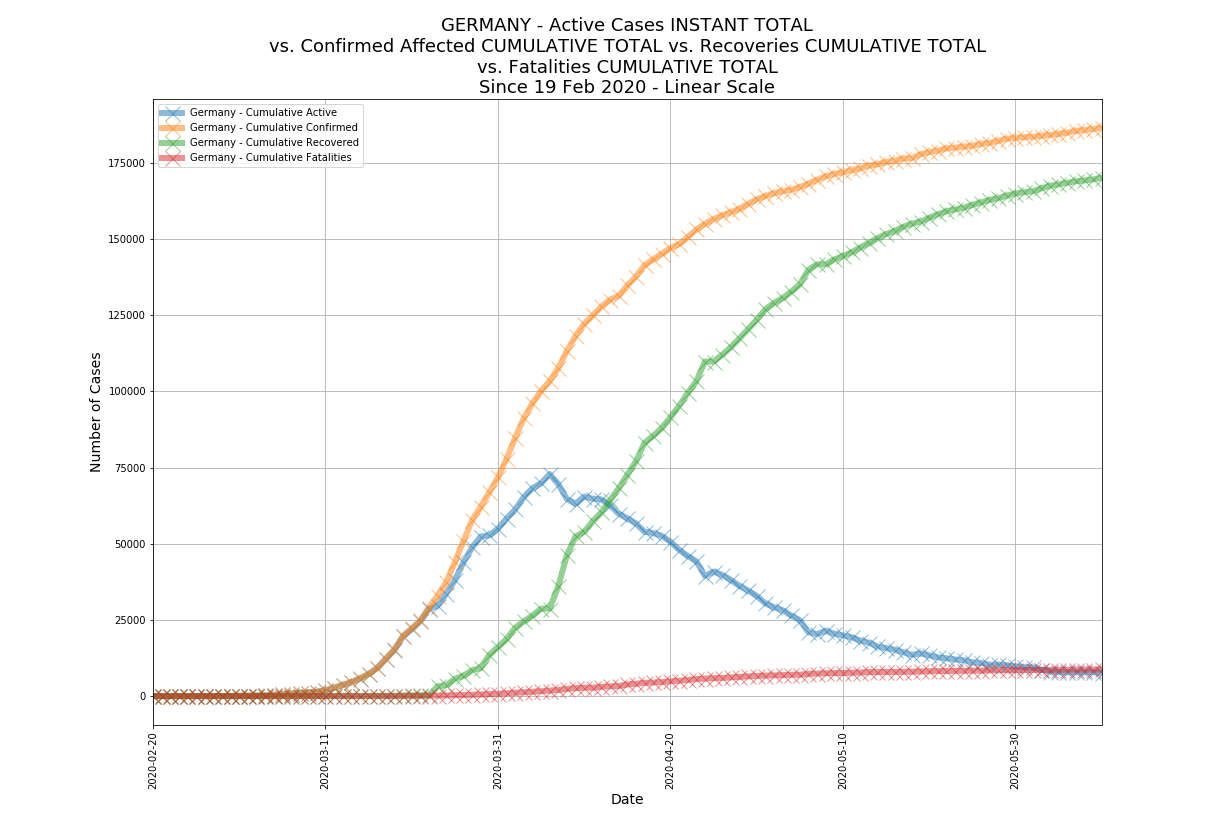 GERMANY - Active Cases INSTANT TOTAL
vs. Confirmed Affected CUMULATIVE TOTAL vs. Recoveries CUMULATIVE TOTAL
vs. Fatalities CUMULATIVE TOTAL
Since 19 Feb 2020 - Linear Scale
Germany - Cumulative Active
Germany - Cumulative Confirmed
Germany - Cumulative Recovered
Germany - Cumulative Fatalities
Number of Cases
175000
150000
125000
100000
75000
50000
25000
0
2020-02-20
2020-03-11
2020-03-31
2020-04-20
2020-05-10
2020-05-30
Date